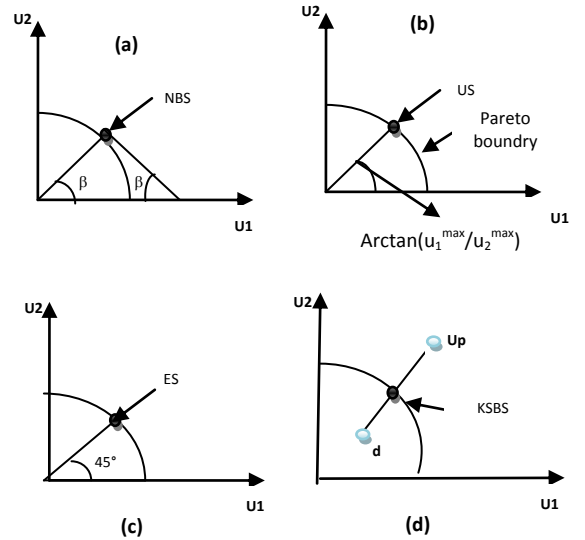 U2
(a)
NBS
β
β
U1
U2
(b)
US
Pareto
boundry
U1
Arctan(u₁ᵐᵃˣ/u₂ᵐᵃˣ)
U2
ES
45°
U1
(c)
U2
Up
KSBS
d
U1
(d)